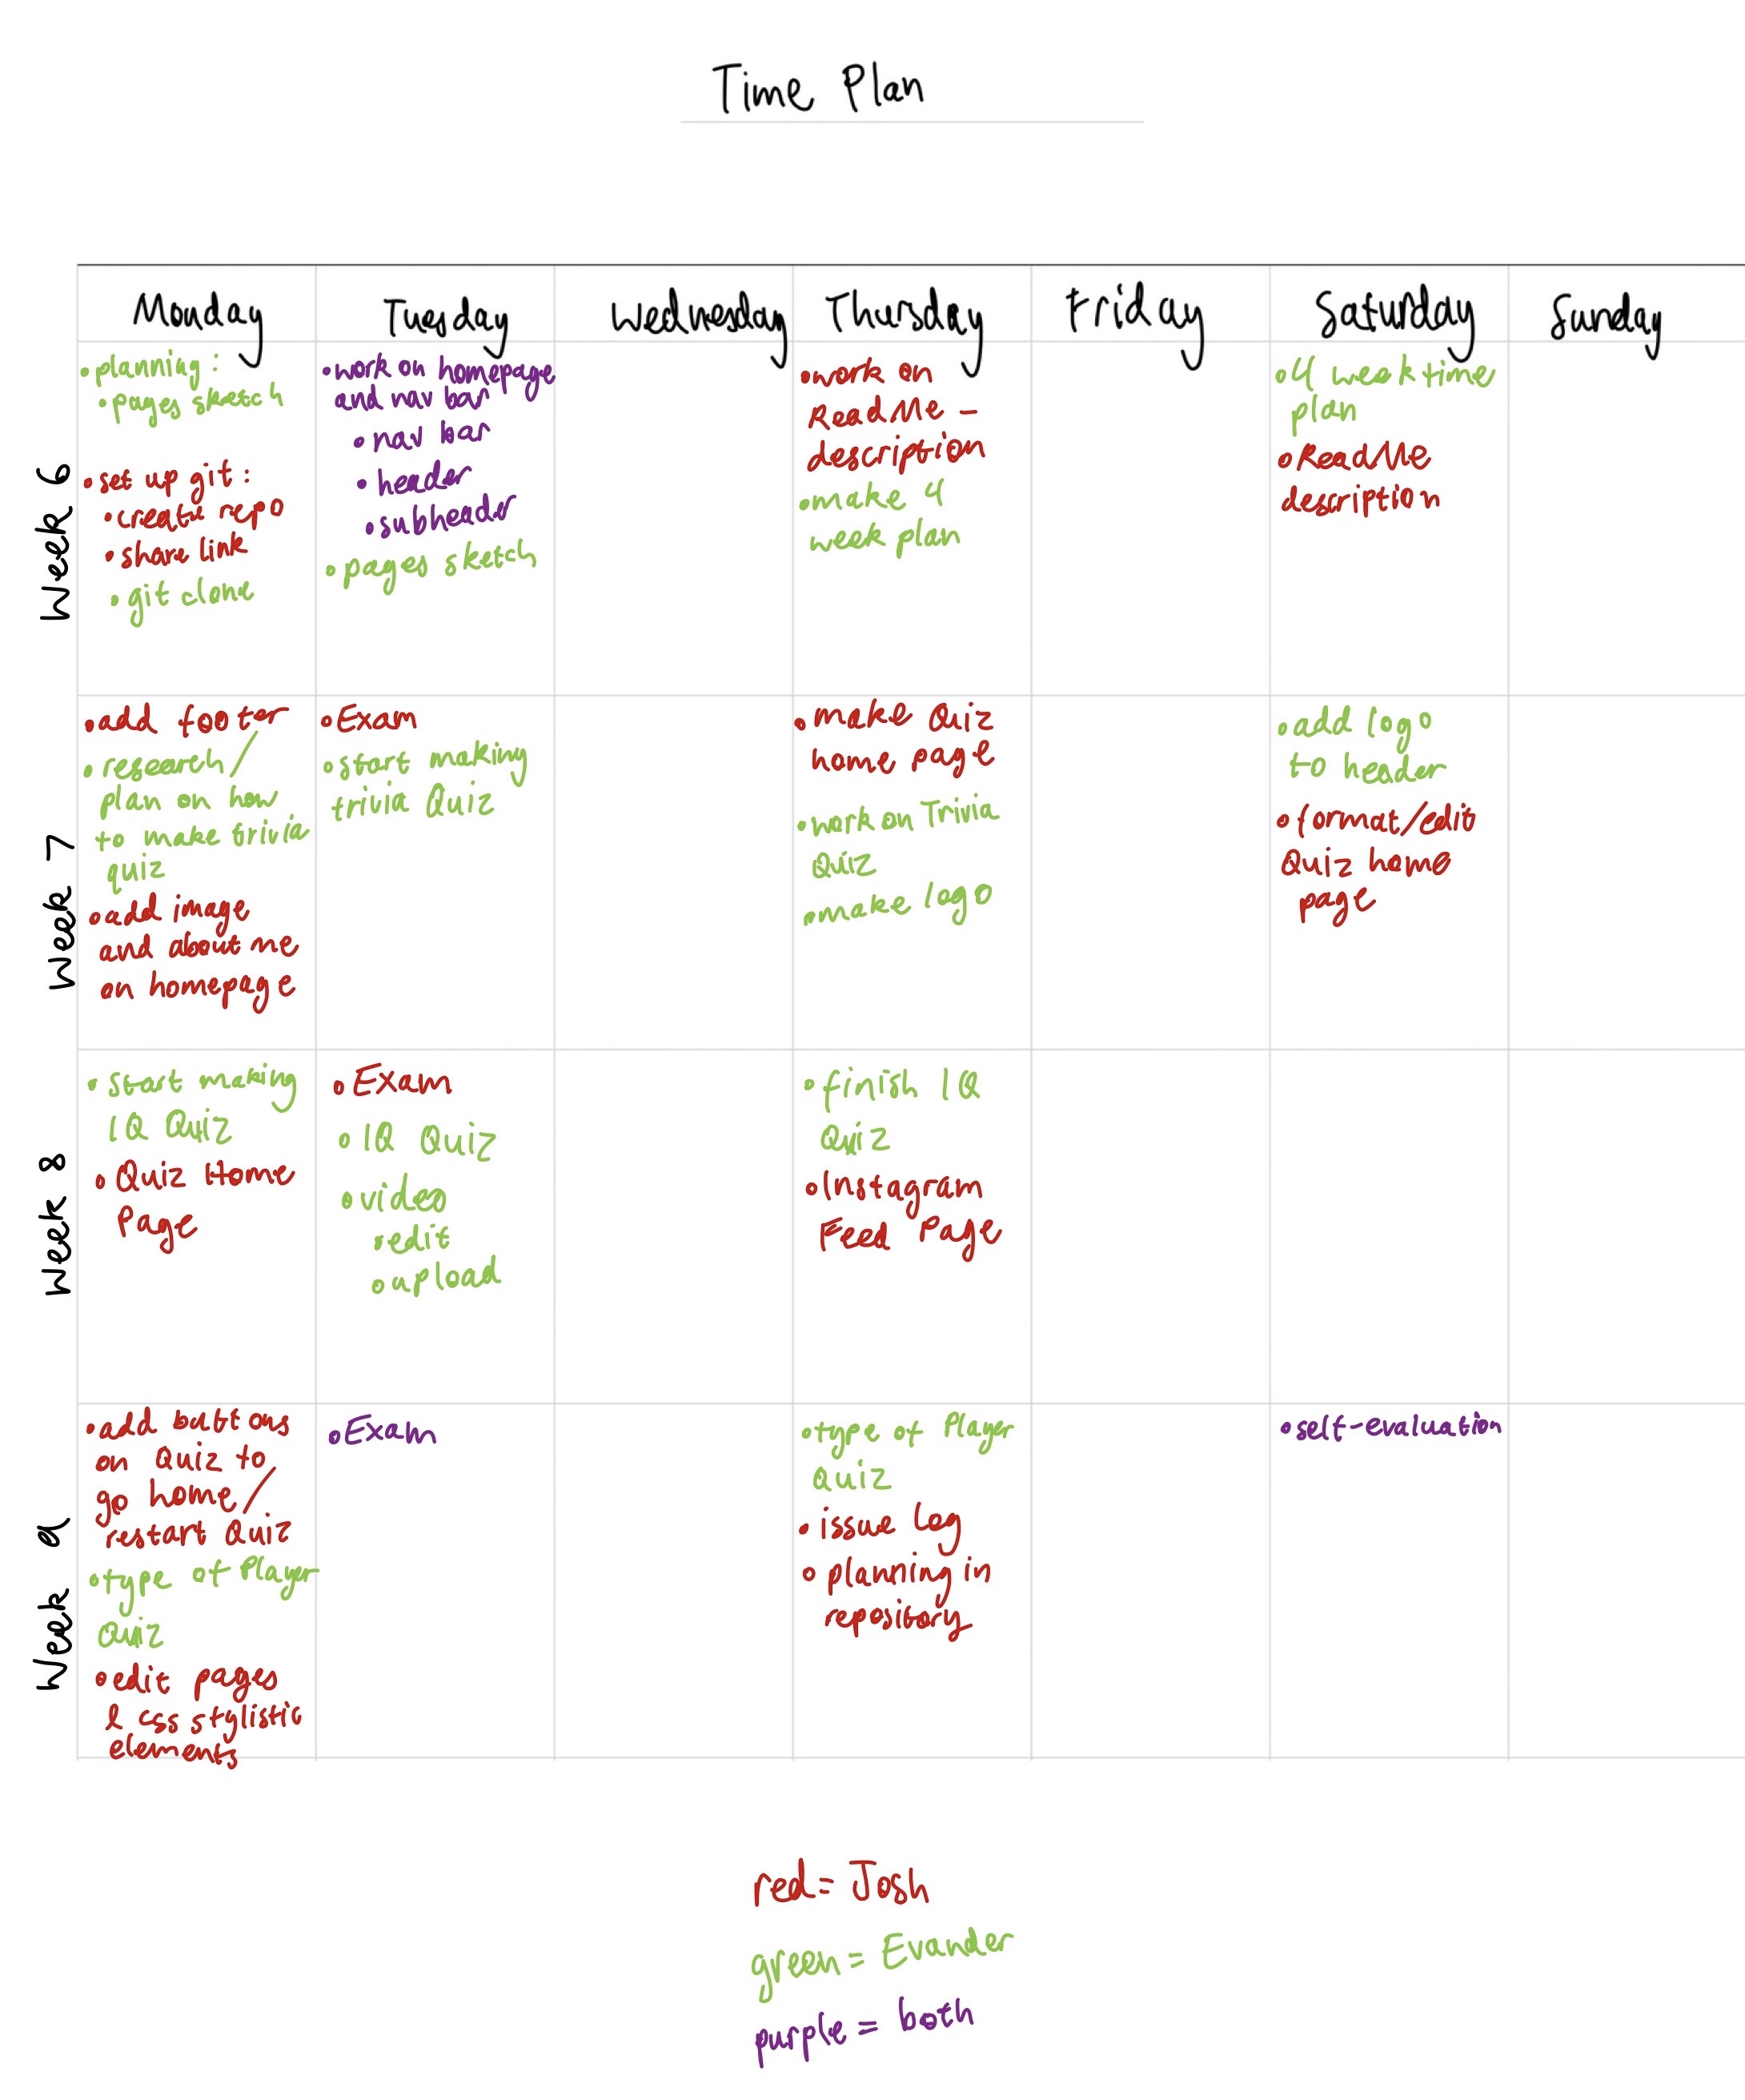 Time Plan
Monday Tuesday Wednesday Thursday Friday Saturday Sunday
Week 6
• planning :
• pages sketch
• set up git :
• create repo
• share link
• git clone
• work on homepage
and nav bar
• nav bar
• header
• subheader
• pages sketch
• work on
ReadMe -
description
• make 4
week plan
• 4 week time
plan
• ReadMe
description
Week 7
• add footer
• research/
plan on how
to make trivia
quiz
• add image
and about me
on homepage
• Exam
• start making
trivia Quiz
• make Quiz
home page
• work on Trivia
Quiz
• make logo
• add logo
to header
• format/edit
Quiz home
page
Week 8
• start making
IQ Quiz
• Quiz Home
Page
• Exam
• IQ Quiz
• video
• edit
• upload
• finish IQ
Quiz
• Instagram
Feed Page
Week 9
• add buttons
on Quiz to
go home/
restart Quiz
• type of Player
Quiz
• edit pages
& css stylistic
elements
• Exam
• type of Player
Quiz
• issue log
• planning in
repository
• self-evaluation
red = Josh
green = Evander
purple = both